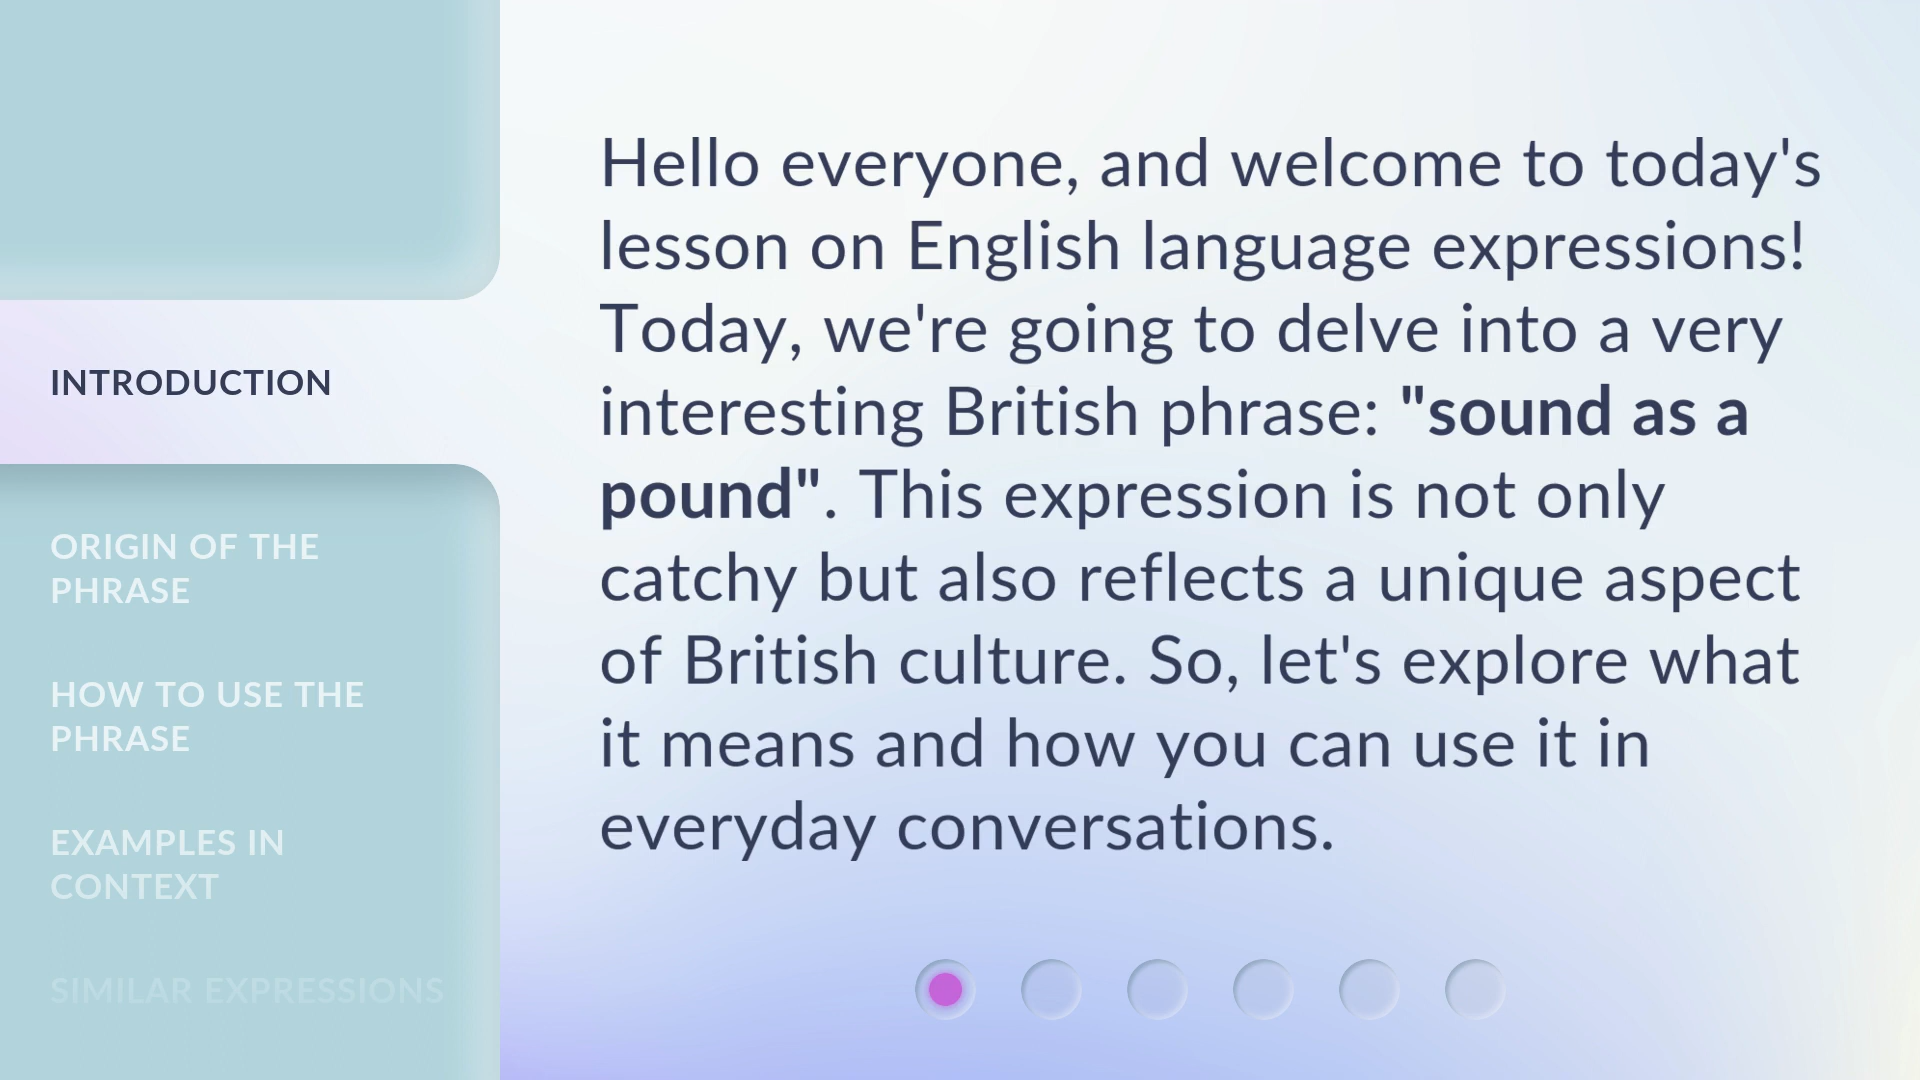 INTRODUCTION
ORIGIN OF THE
PHRASE
HOW TO USE THE
PHRASE
EXAMPLES IN
CONTEXT
SIMILAR EXPRESSIONS
Hello everyone, and welcome to today's
lesson on English language expressions!
Today, we're going to delve into a very
interesting British phrase: "sound as a
pound". This expression is not only
catchy but also reflects a unique aspect
of British culture. So, let's explore what
it means and how you can use it in
everyday conversations.